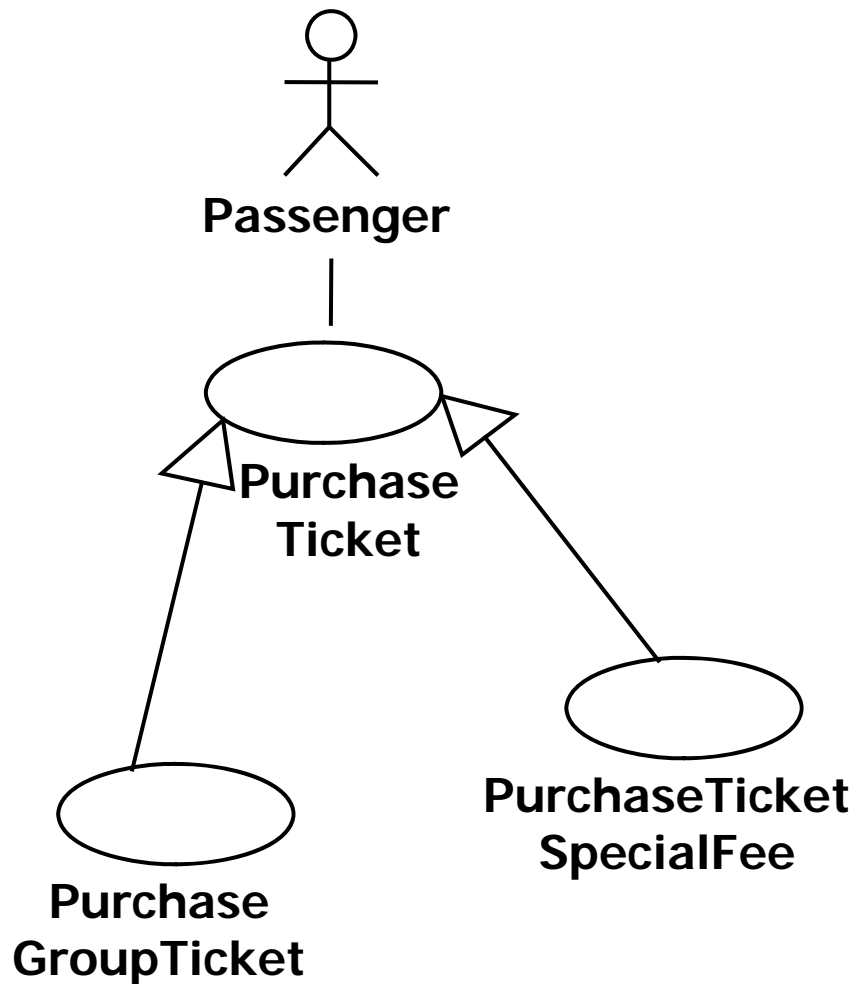 Passenger
Purchase
Ticket
PurchaseTicket
SpecialFee
Purchase
GroupTicket